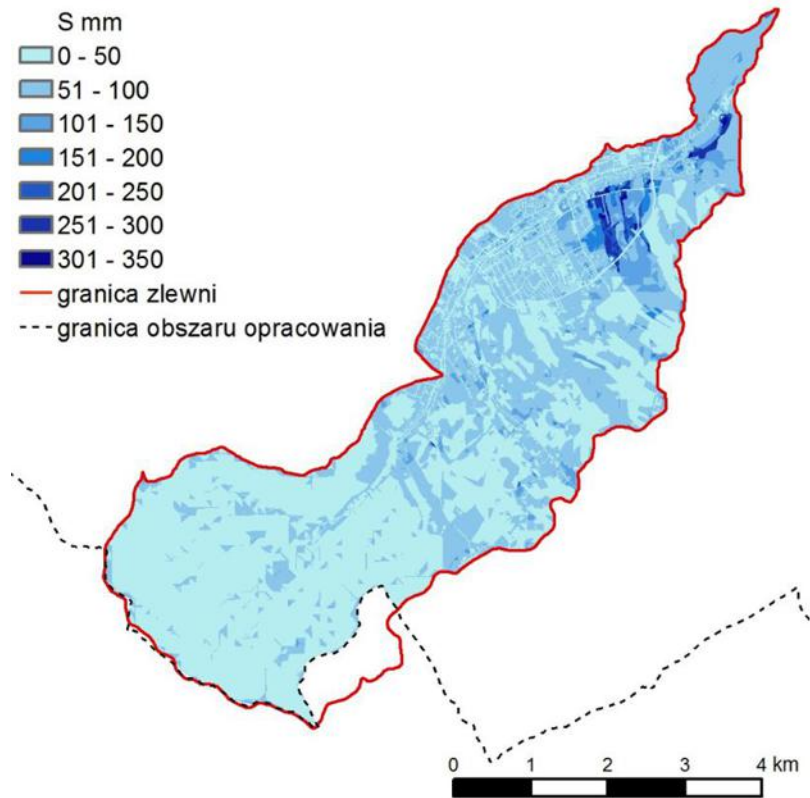 S mm
0 - 50
51 - 100
101 - 150
151 - 200
201 - 250
251 - 300
301 - 350
granica zlewni
granica obszaru opracowania
0 1 2 3 4 km